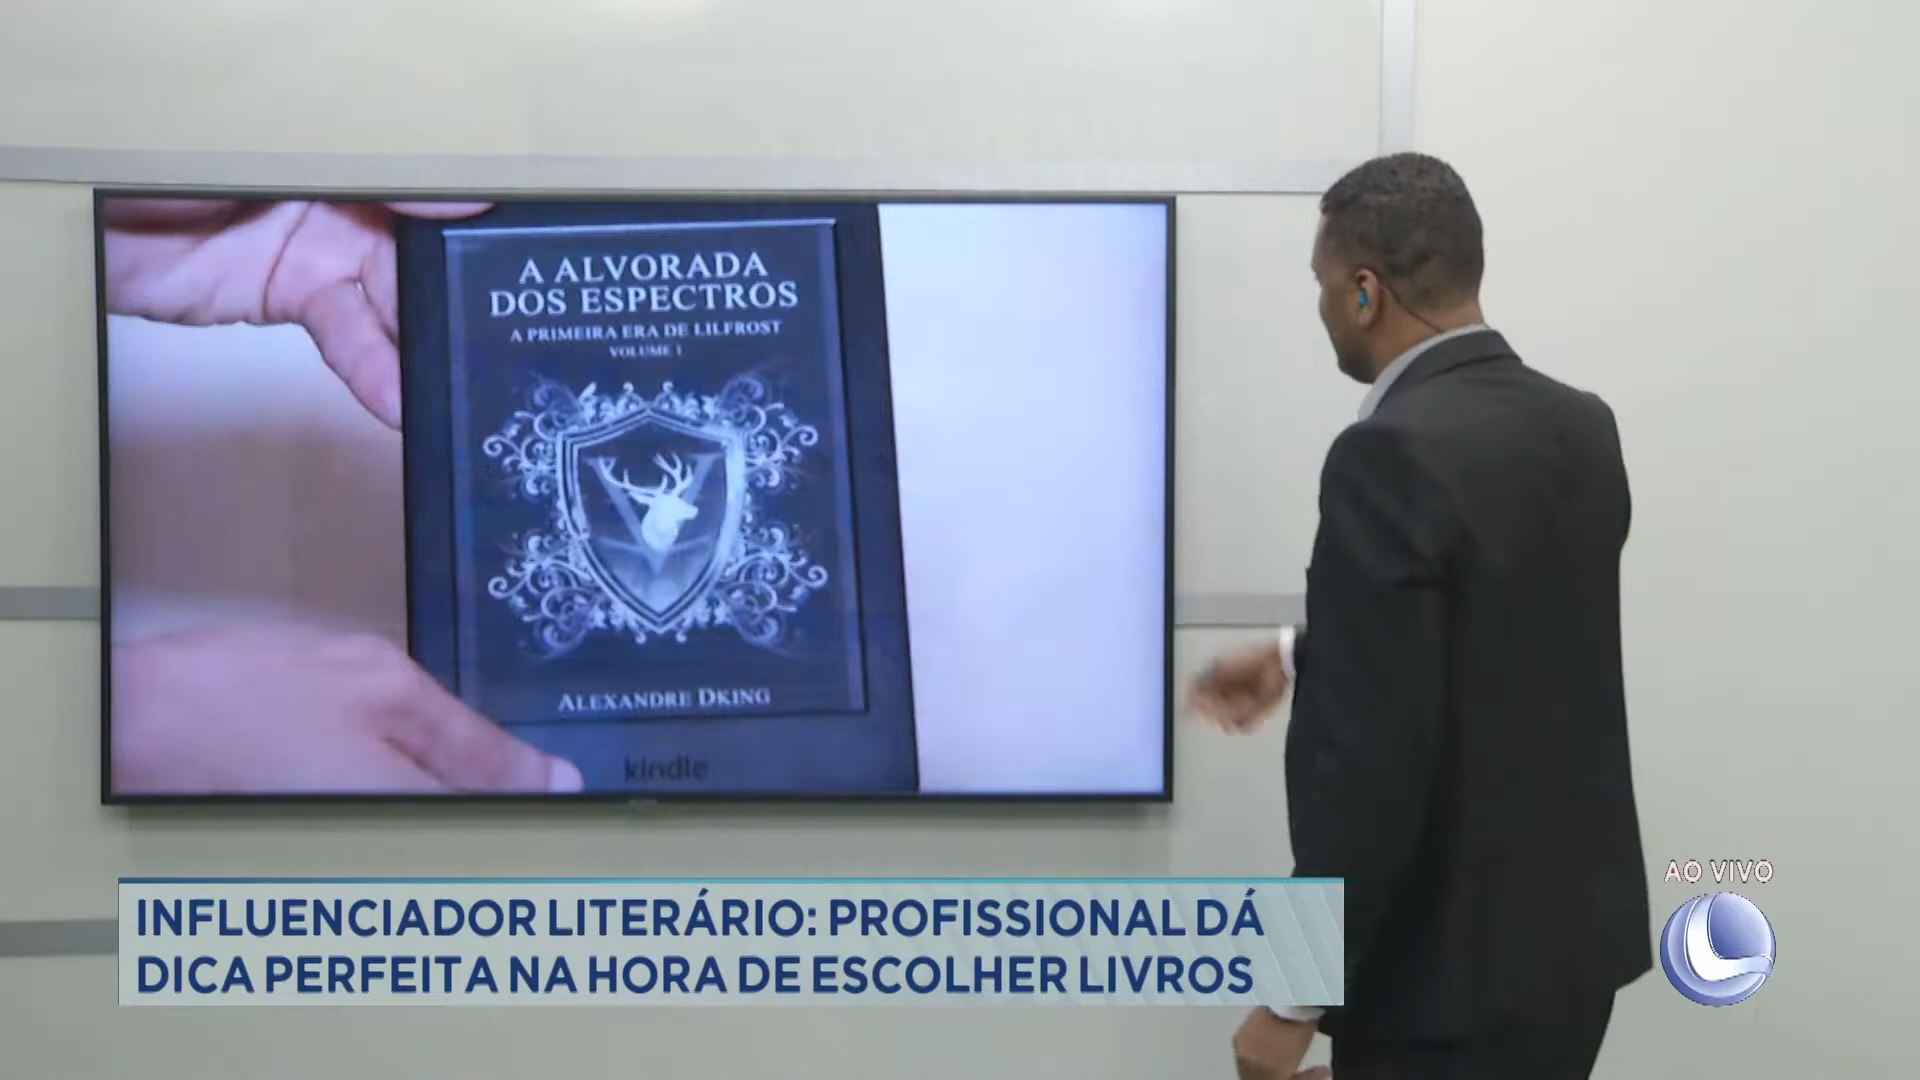 A ALVORADA
DOS ESPECTROS
A PRIMEIRA ERA DE LILFROST
VOLUME 1
V
ALEXANDRE DKING
kindle
INFLUENCIADOR LITERÁRIO: PROFISSIONAL DÁ
DICA PERFEITA NA HORA DE ESCOLHER LIVROS
AO VIVO